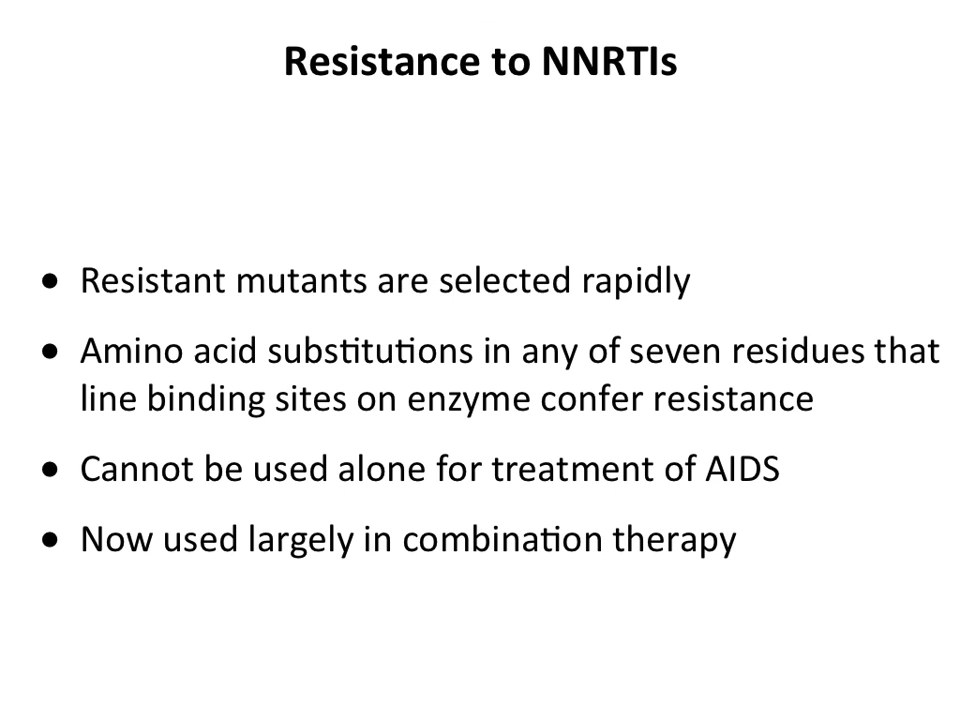 Resistance to NNRTIs
• Resistant mutants are selected rapidly
• Amino acid substitutions in any of seven residues that
line binding sites on enzyme confer resistance
• Cannot be used alone for treatment of AIDS
• Now used largely in combination therapy